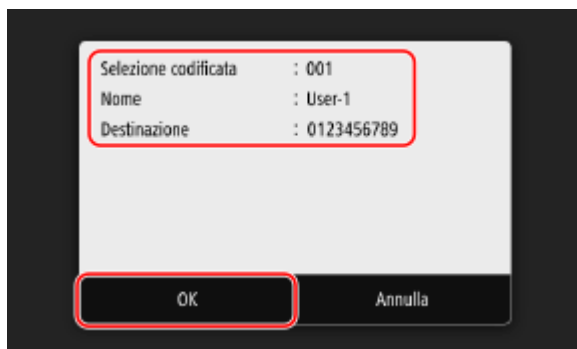 Selezione codificata : 001
Nome : User-1
Destinazione : 0123456789
OK Annulla